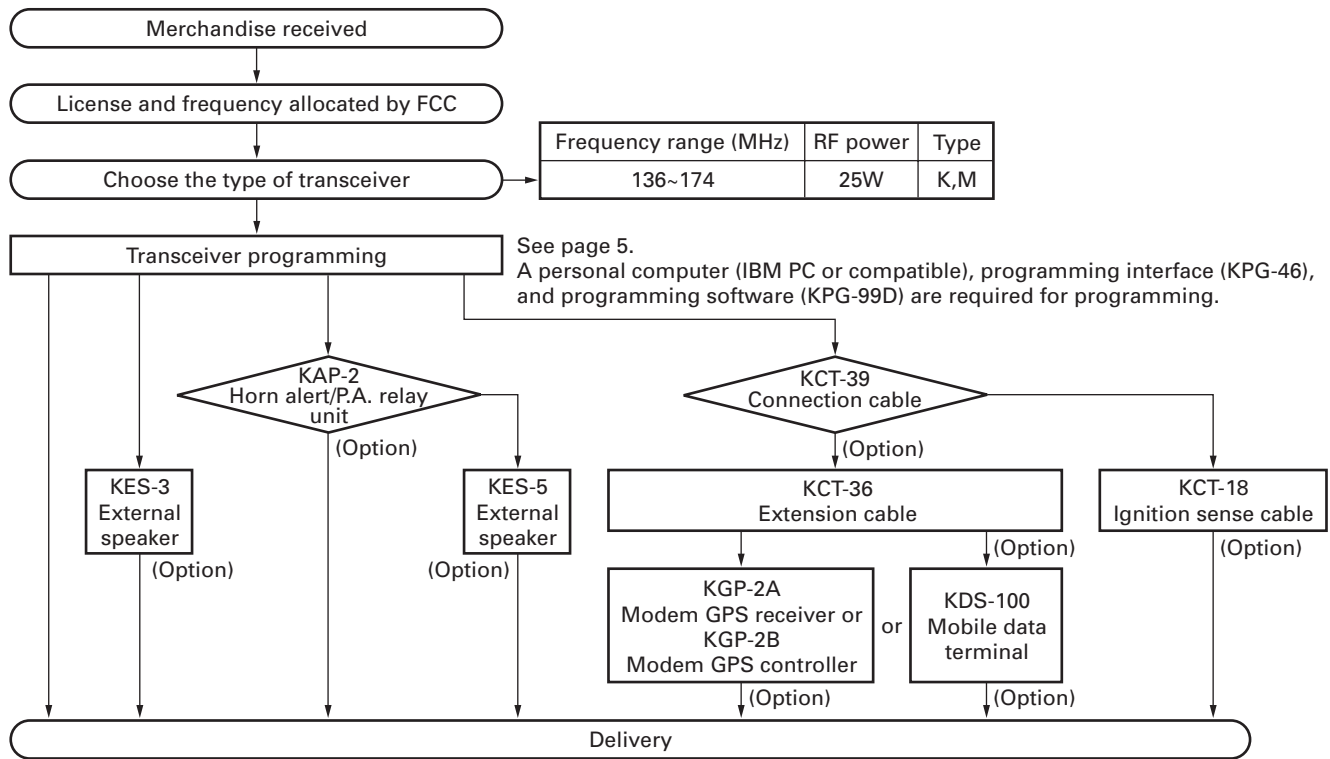 Merchandise received
License and frequency allocated by FCC
Choose the type of transceiver
Frequency range (MHz) RF power Type
136~174 25W K,M
Transceiver programming
See page 5.
A personal computer (IBM PC or compatible), programming interface (KPG-46),
and programming software (KPG-99D) are required for programming.
KAP-2
Horn alert/P.A. relay
unit
(Option)
KCT-39
Connection cable
(Option)
KES-3
External
speaker
(Option)
KES-5
External
speaker
(Option)
KCT-36
Extension cable
(Option)
KCT-18
Ignition sense cable
(Option)
KGP-2A
Modem GPS receiver or
KGP-2B
Modem GPS controller
(Option)
or
KDS-100
Mobile data
terminal
(Option)
Delivery